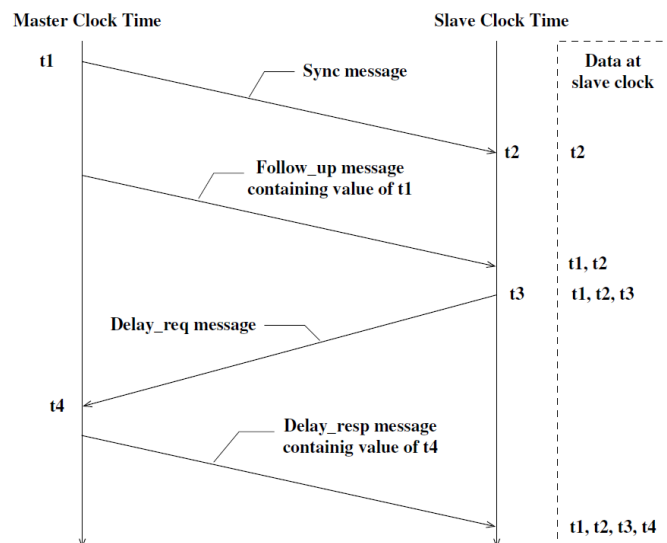 Master Clock Time
Slave Clock Time
t1
Data at
slave clock
Sync message
t2
t2
Follow_up message
containing value of t1
t1, t2
t3
t1, t2, t3
Delay_req message
t4
Delay_resp message
containig value of t4
t1, t2, t3, t4